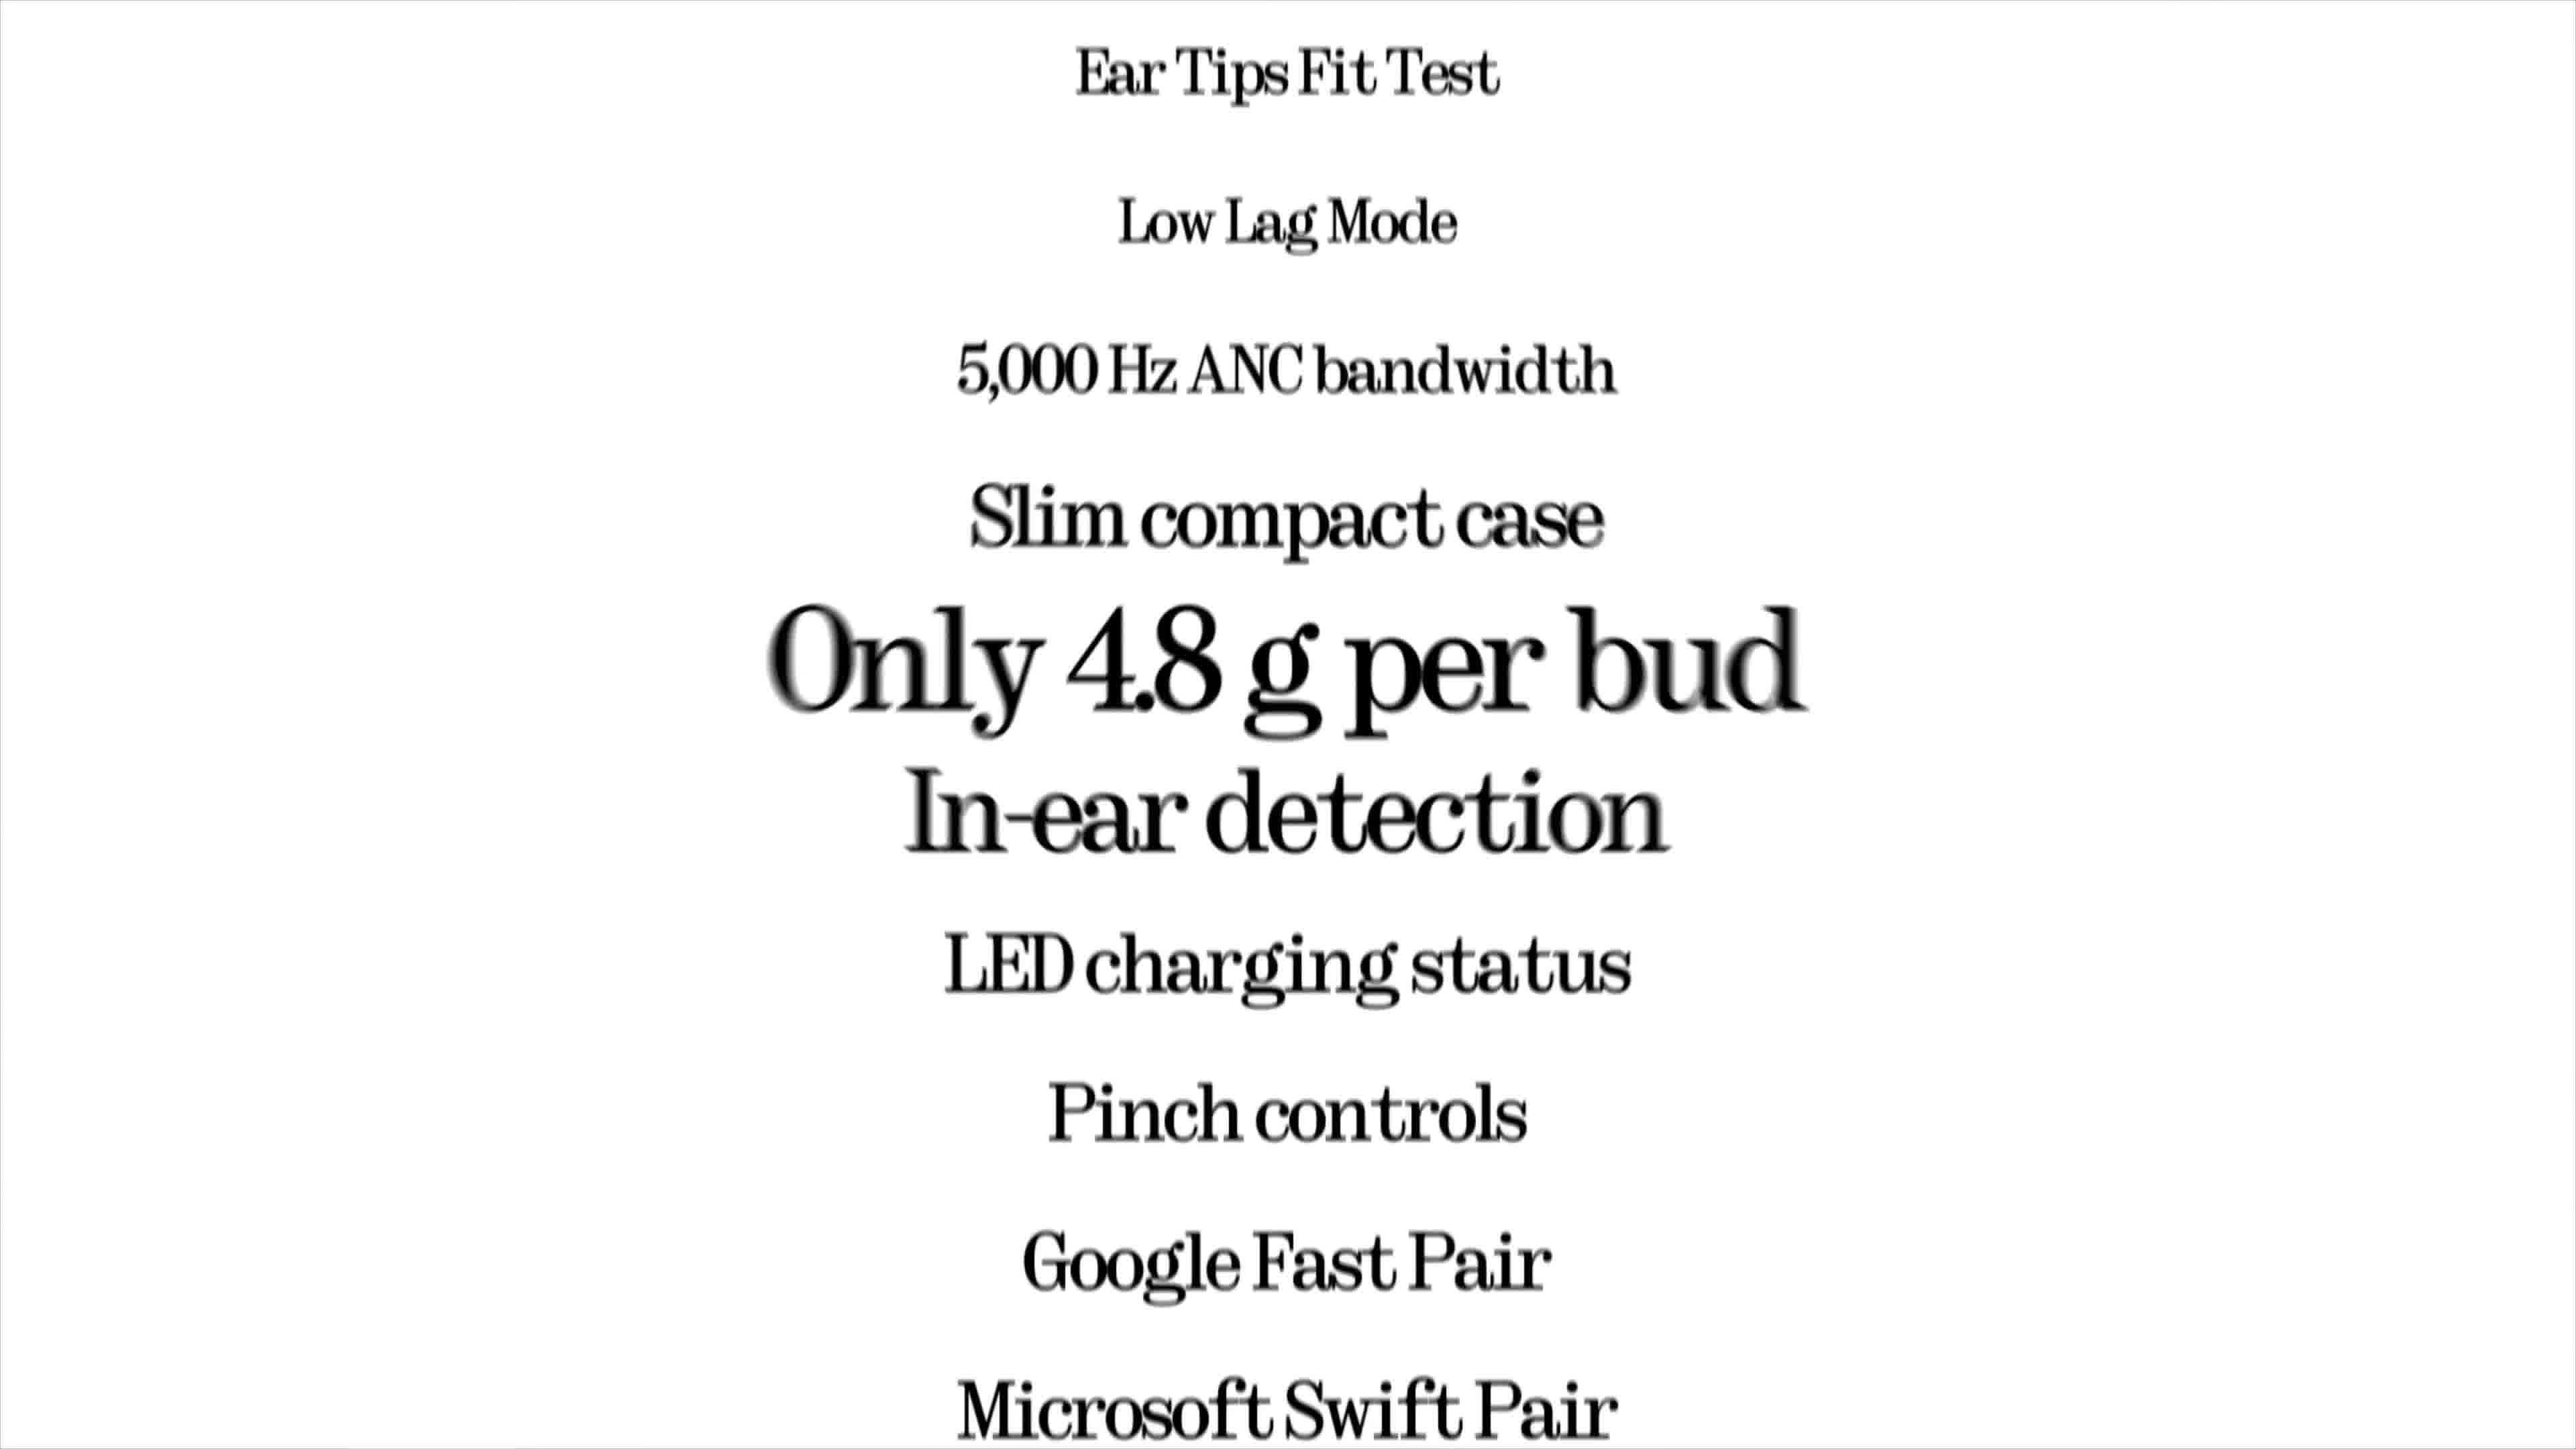 Ear Tips Fit Test
Low Lag Mode
5,000 Hz ANC bandwidth
Slim compact case
Only 4.8 g per bud
In-ear detection
LED charging status
Pinch controls
Google Fast Pair
Microsoft Swift Pair